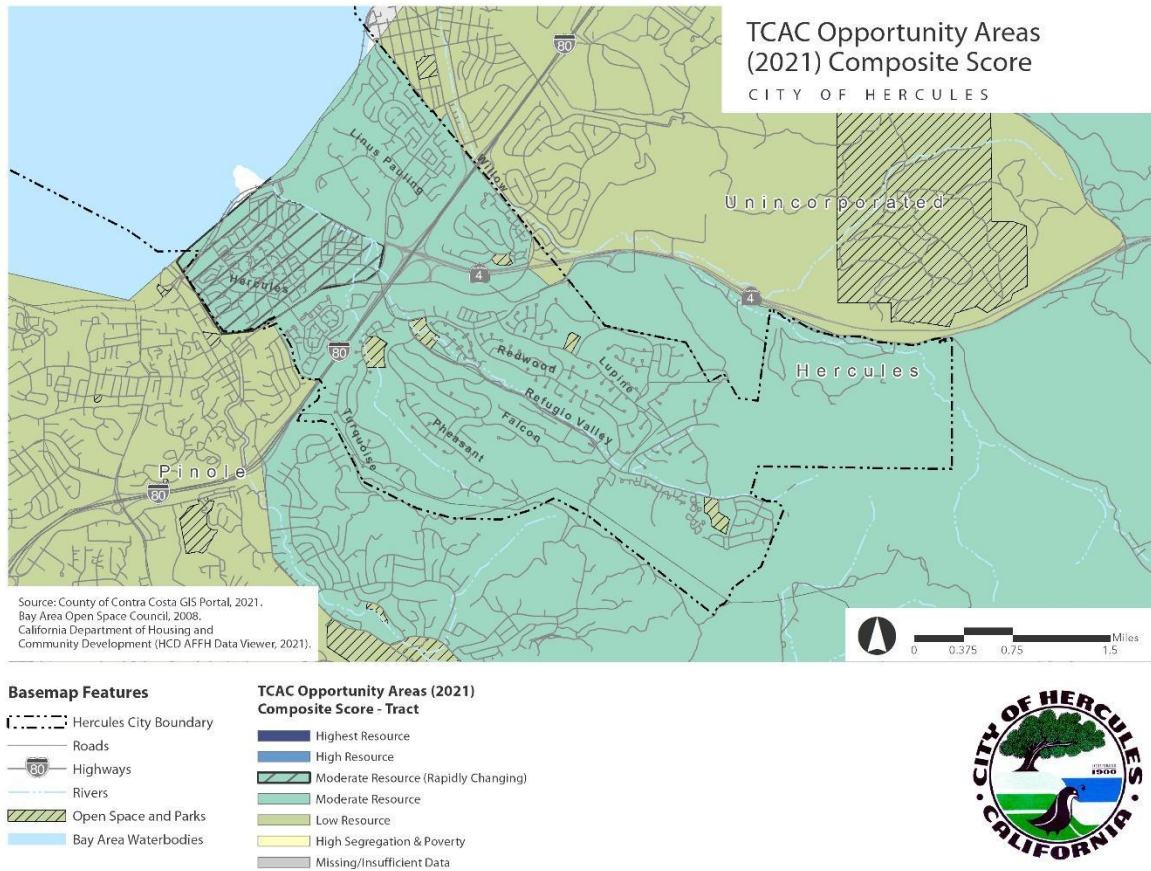 TCAC Opportunity Areas
(2021) Composite Score
CITY OF HERCULES
80
Linus Pauling
Willow
Unincorporated
Hercules
4
4
80
Redwood
Lupine
Hercules
Refugio Valley
Turquoise
Pheasant
Falcon
Pinole
80
Source: County of Contra Costa GIS Portal, 2021.
Bay Area Open Space Council, 2008.
California Department of Housing and
Community Development (HCD AFFH Data Viewer, 2021).
Miles
0 0.375 0.75 1.5
Basemap Features
Hercules City Boundary
Roads
80 Highways
Rivers
Open Space and Parks
Bay Area Waterbodies
TCAC Opportunity Areas (2021)
Composite Score - Tract
Highest Resource
High Resource
Moderate Resource (Rapidly Changing)
Moderate Resource
Low Resource
High Segregation & Poverty
Missing/Insufficient Data
CITY OF HERCULES
1900
CALIFORNIA